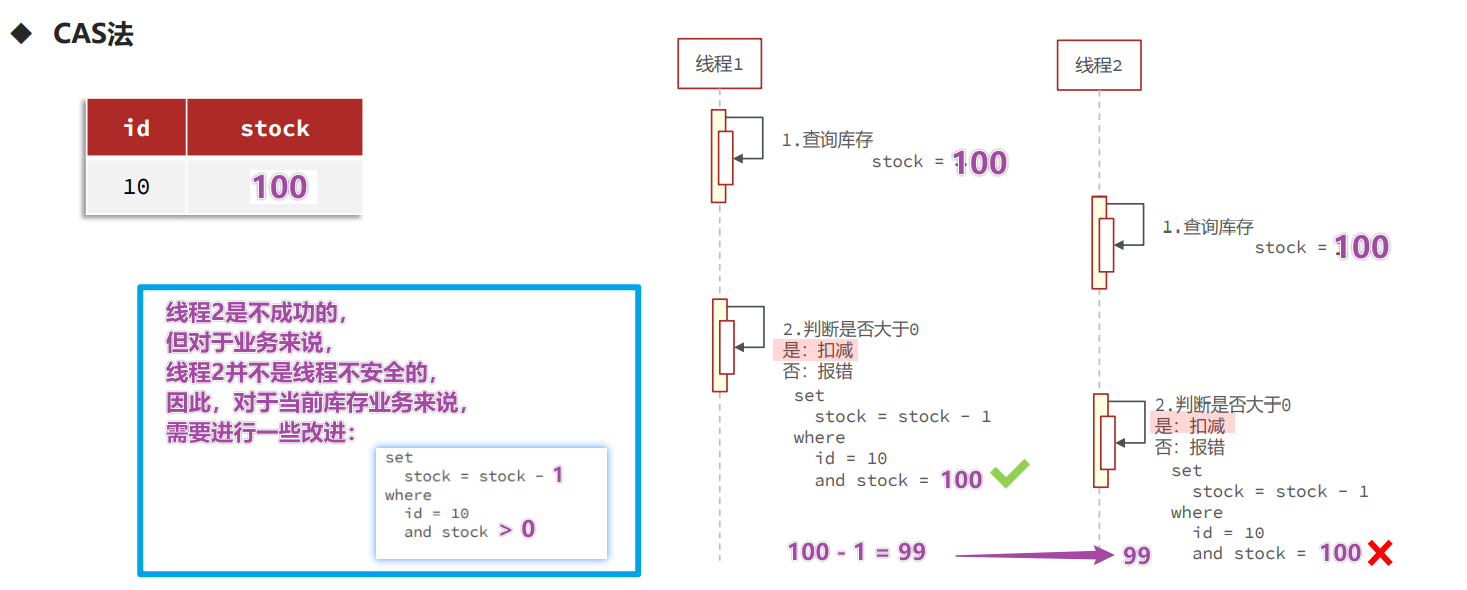 ◆ CAS法
id stock
10 100
线程2是不成功的，
但对于业务来说，
线程2并不是线程不安全的，
因此，对于当前库存业务来说，
需要进行一些改进：
set
stock = stock - 1
where
id = 10
and stock > 0
线程1
1.查询库存
stock = 100
2.判断是否大于0
是：扣减
否：报错
set
stock = stock - 1
where
id = 10
and stock = 100
100 - 1 = 99
线程2
1.查询库存
stock = 100
2.判断是否大于0
是：扣减
否：报错
set
stock = stock - 1
where
id = 10
and stock = 100
99